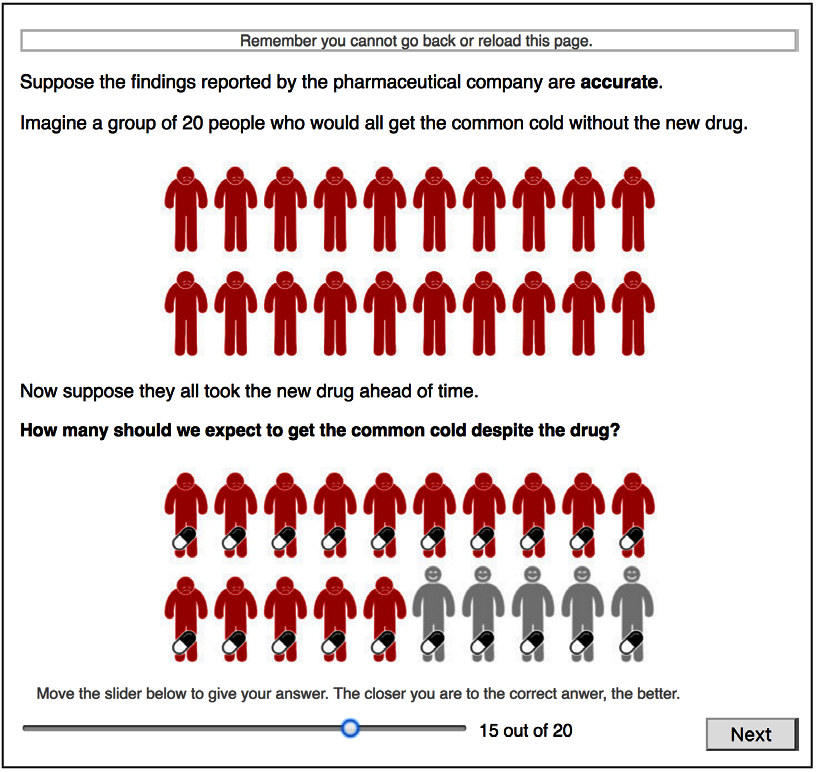 Remember you cannot go back or reload this page.
Suppose the findings reported by the pharmaceutical company are accurate.
Imagine a group of 20 people who would all get the common cold without the new drug.
Now suppose they all took the new drug ahead of time.
How many should we expect to get the common cold despite the drug?
Move the slider below to give your answer. The closer you are to the correct anwer, the better.
15 out of 20
Next